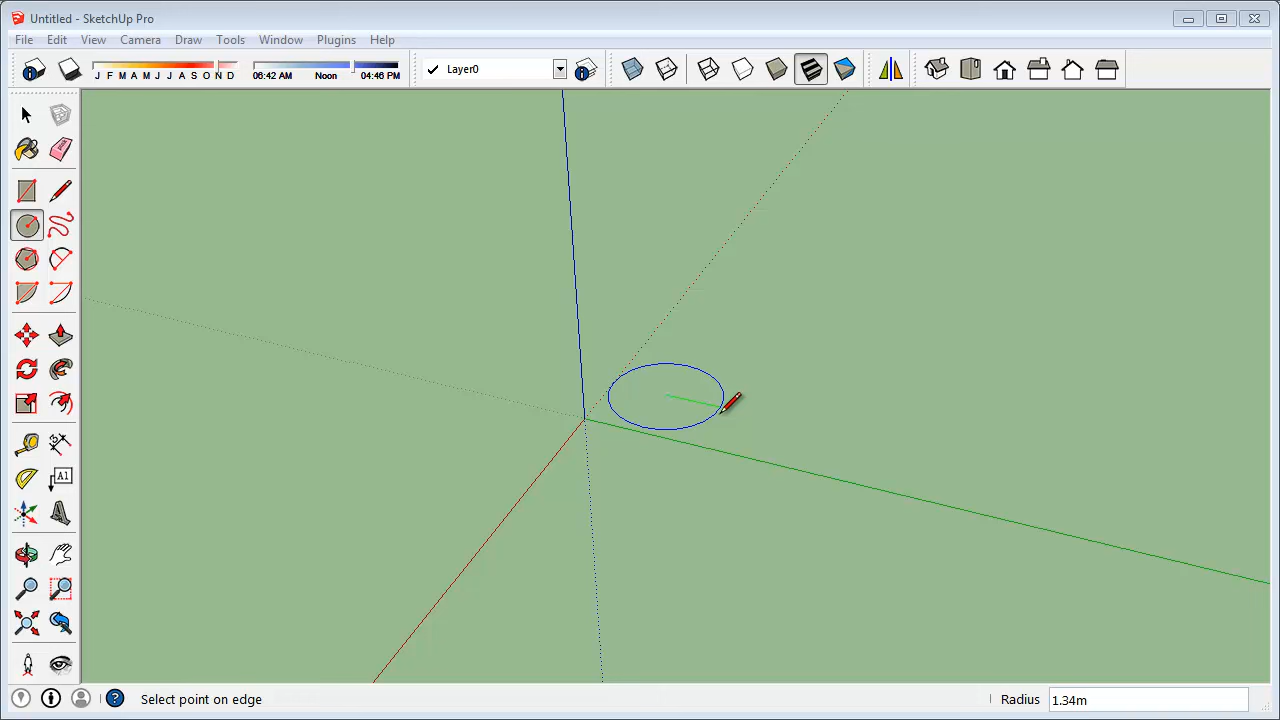 Untitled - SketchUp Pro
File Edit View Camera Draw Tools Window Plugins Help
J F M A M J J A S O N D 06:42 AM Noon 04:46 PM Layer0
A1
Select point on edge Radius 1.34m